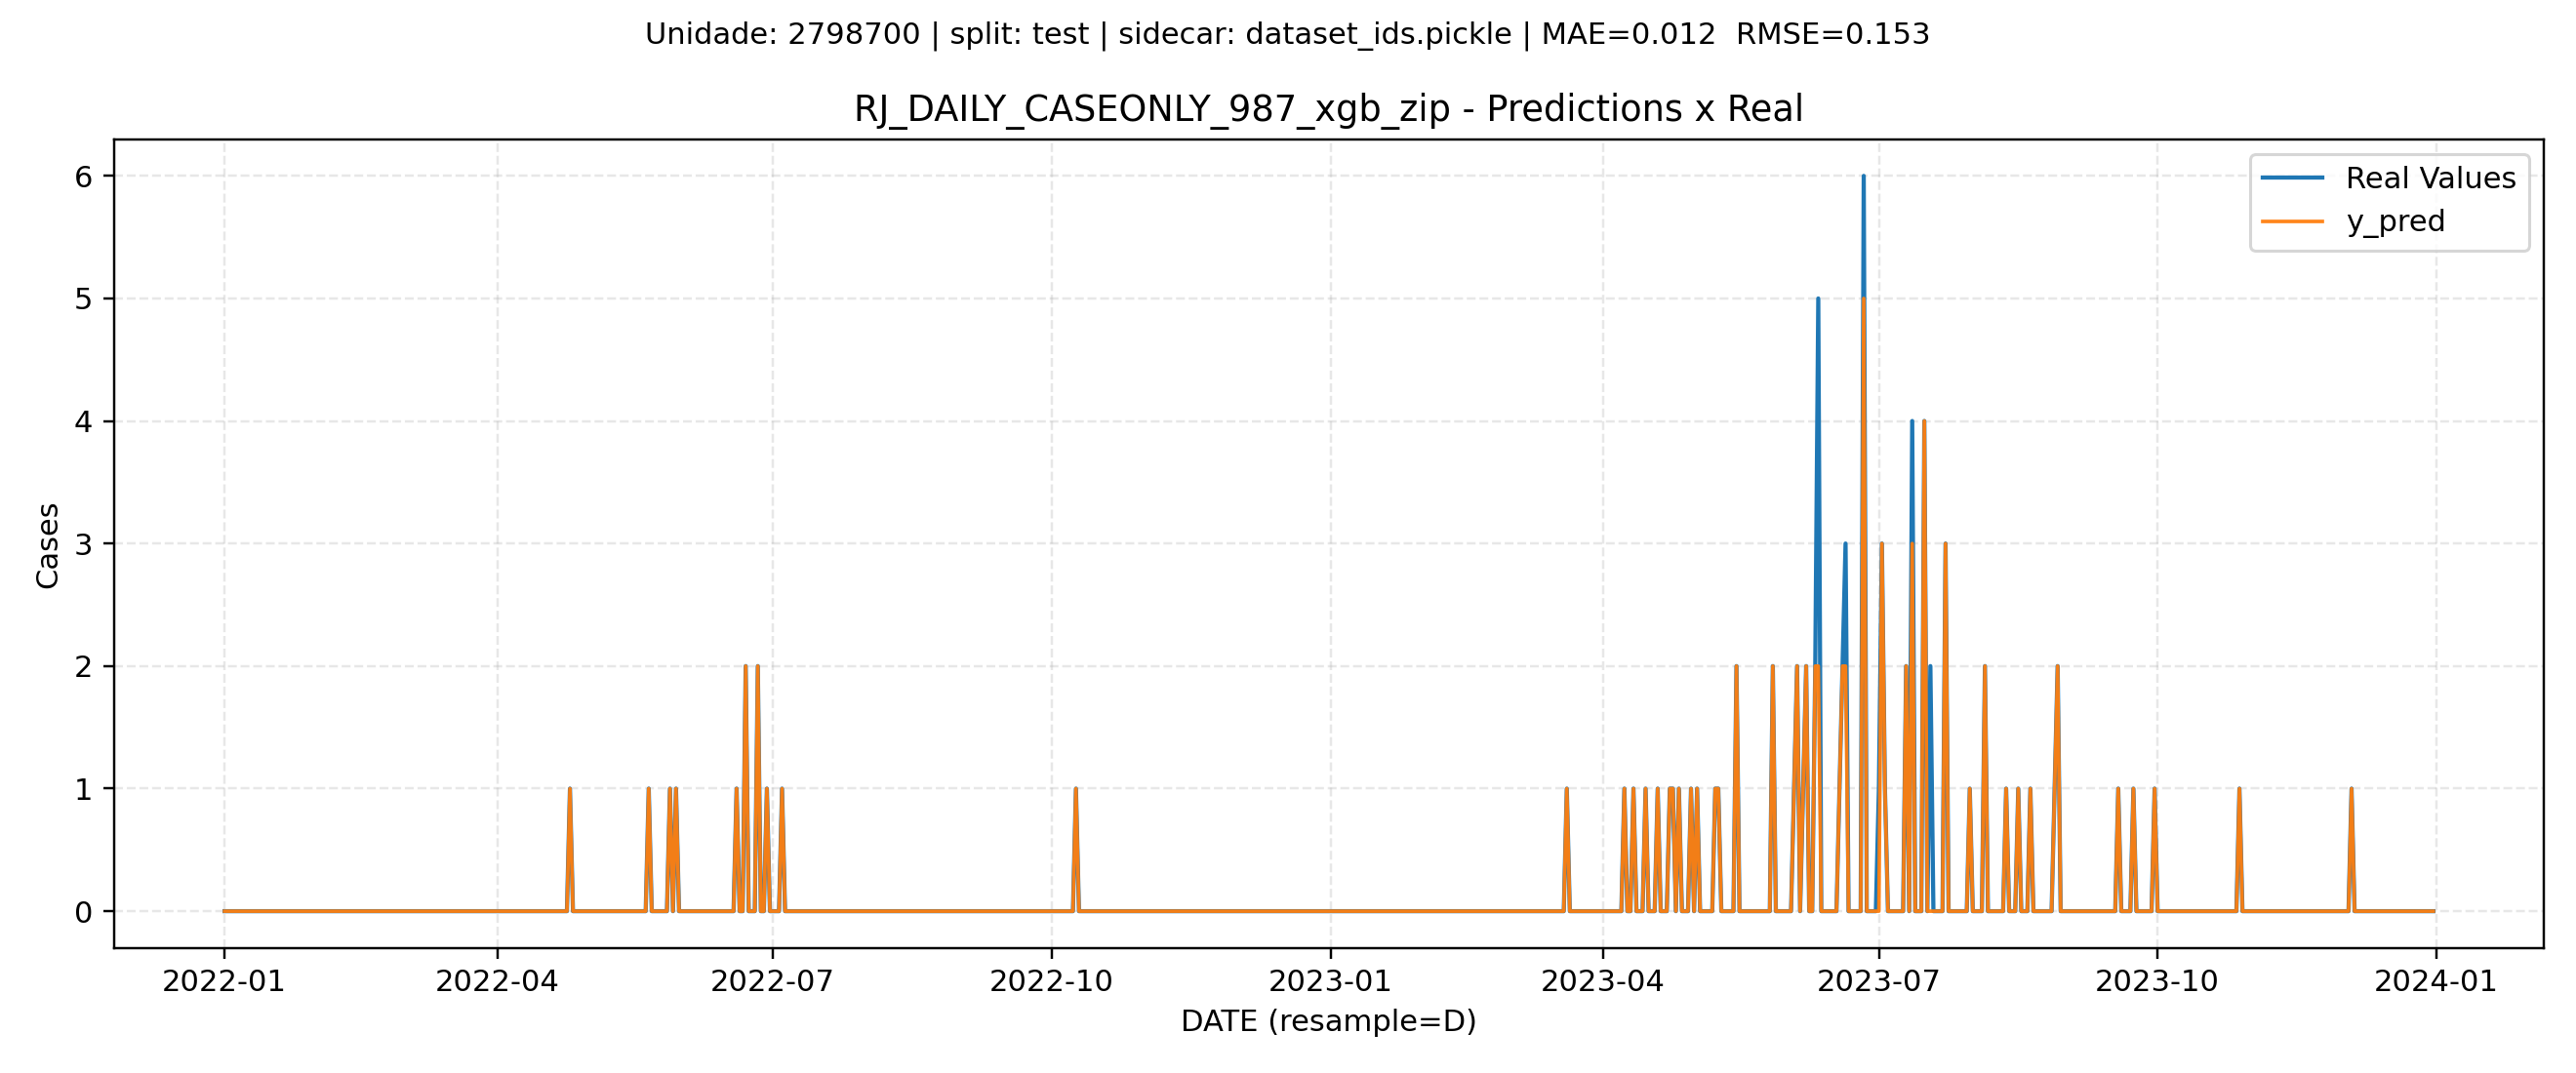 Unidade: 2798700 | split: test | sidecar: dataset_ids.pickle | MAE=0.012  RMSE=0.153
RJ_DAILY_CASEONLY_987_xgb_zip - Predictions x Real
Real Values
y_pred
6
5
4
3
2
1
0
Cases
2022-01
2022-04
2022-07
2022-10
2023-01
2023-04
2023-07
2023-10
2024-01
DATE (resample=D)